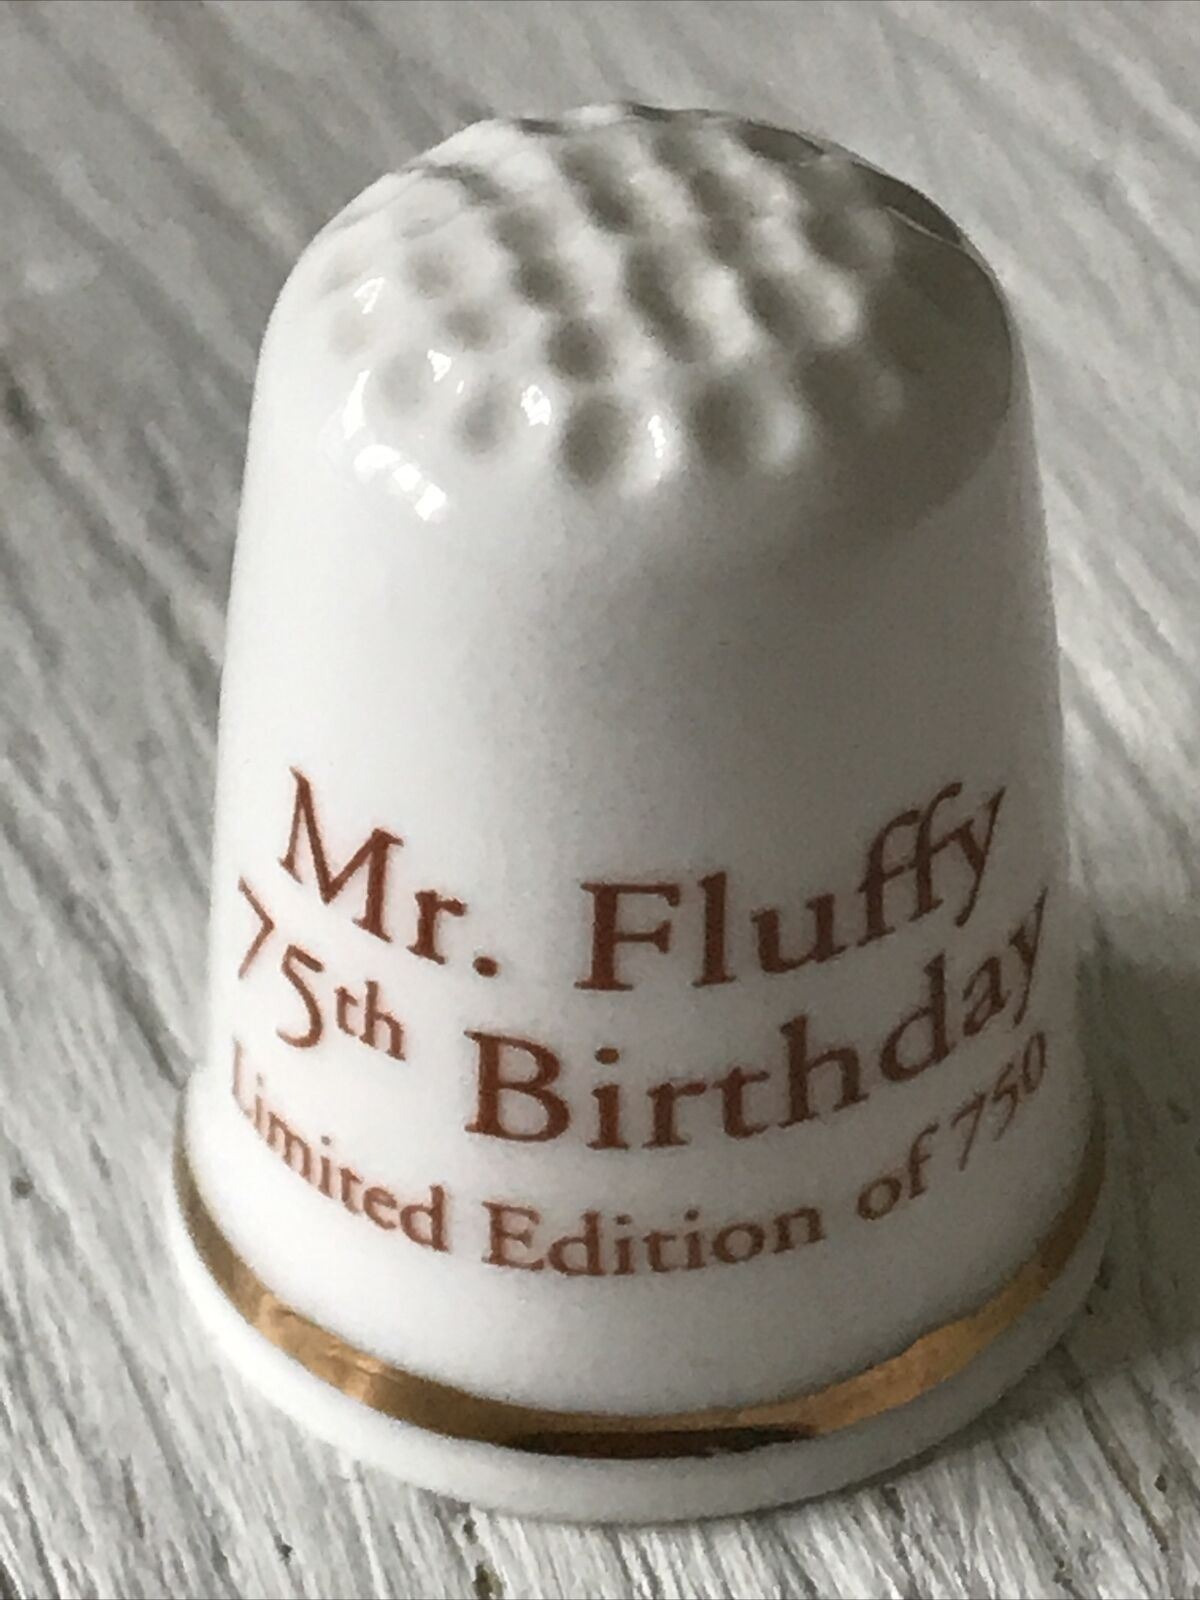 Mr. Fluffy
75th Birthday
Limited Edition of 750